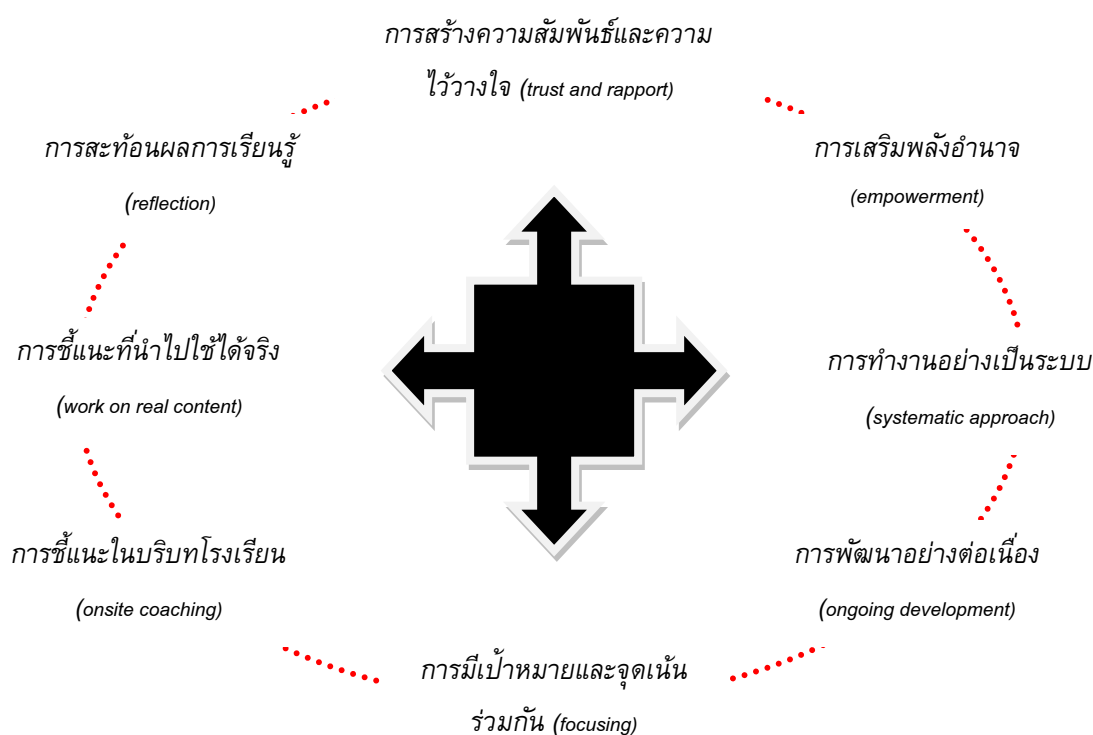 การสร้างความสัมพันธ์และความ
ไว้วางใจ (trust and rapport)
การเสริมพลังอำนาจ
(empowerment)
การทำงานอย่างเป็นระบบ
(systematic approach)
การพัฒนาอย่างต่อเนื่อง
(ongoing development)
การมีเป้าหมายและจุดเน้น
ร่วมกัน (focusing)
การชี้แนะในบริบทโรงเรียน
(onsite coaching)
การชี้แนะที่นำไปใช้ได้จริง
(work on real content)
การสะท้อนผลการเรียนรู้
(reflection)